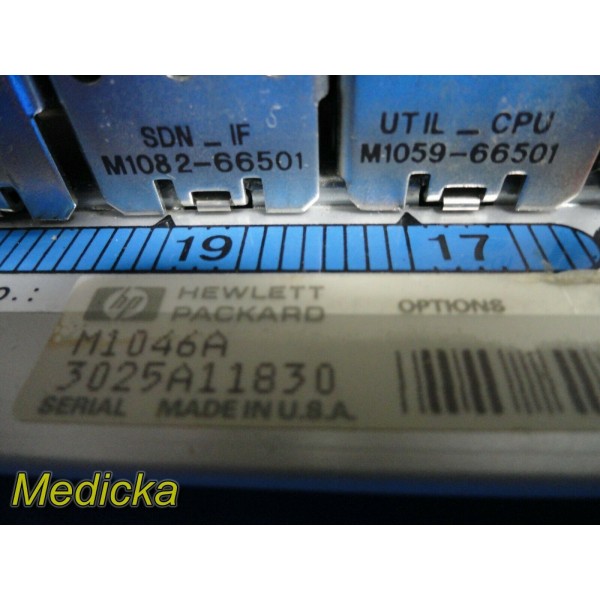 SDN _ IF
M1082-66501
UTIL _ CPU
M1059-66501
19
17
o.:
hp
HEWLETT
PACKARD
OPTIONS
M1046A
3025A11830
SERIAL MADE IN U.S.A.
Medicka